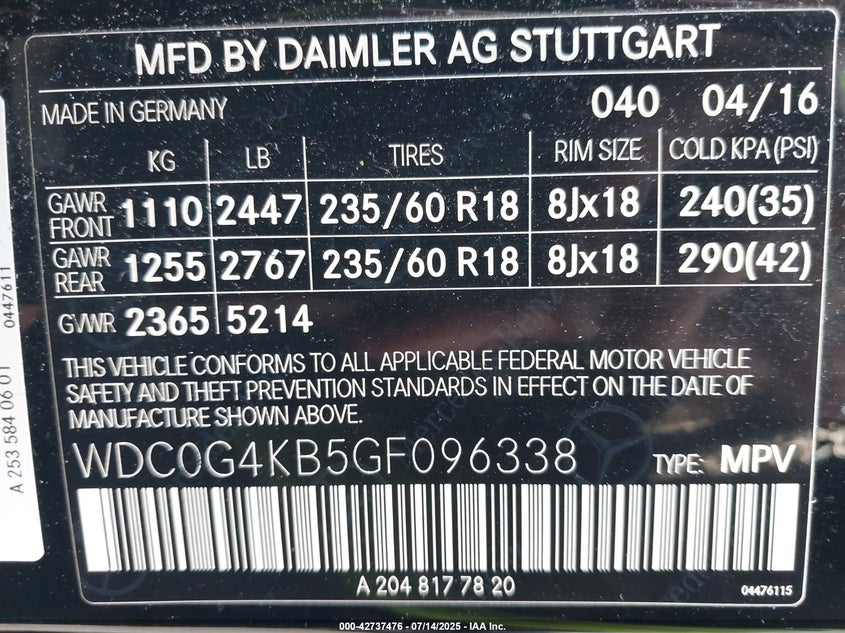 MFD BY DAIMLER AG STUTTGART
MADE IN GERMANY 040 04/16
KG LB TIRES RIM SIZE COLD KPA (PSI)
GAWR FRONT 1110 2447 235/60 R18 8Jx18 240(35)
GAWR REAR 1255 2767 235/60 R18 8Jx18 290(42)
GVWR 2365 5214
THIS VEHICLE CONFORMS TO ALL APPLICABLE FEDERAL MOTOR VEHICLE
SAFETY AND THEFT PREVENTION STANDARDS IN EFFECT ON THE DATE OF
MANUFACTURE SHOWN ABOVE.
WDC0G4KB5GF096338 TYPE: MPV
A 204 817 78 20 04476115
A 253 584 06 01 0447611
000-42737476 - 07/14/2025 - IAA Inc.